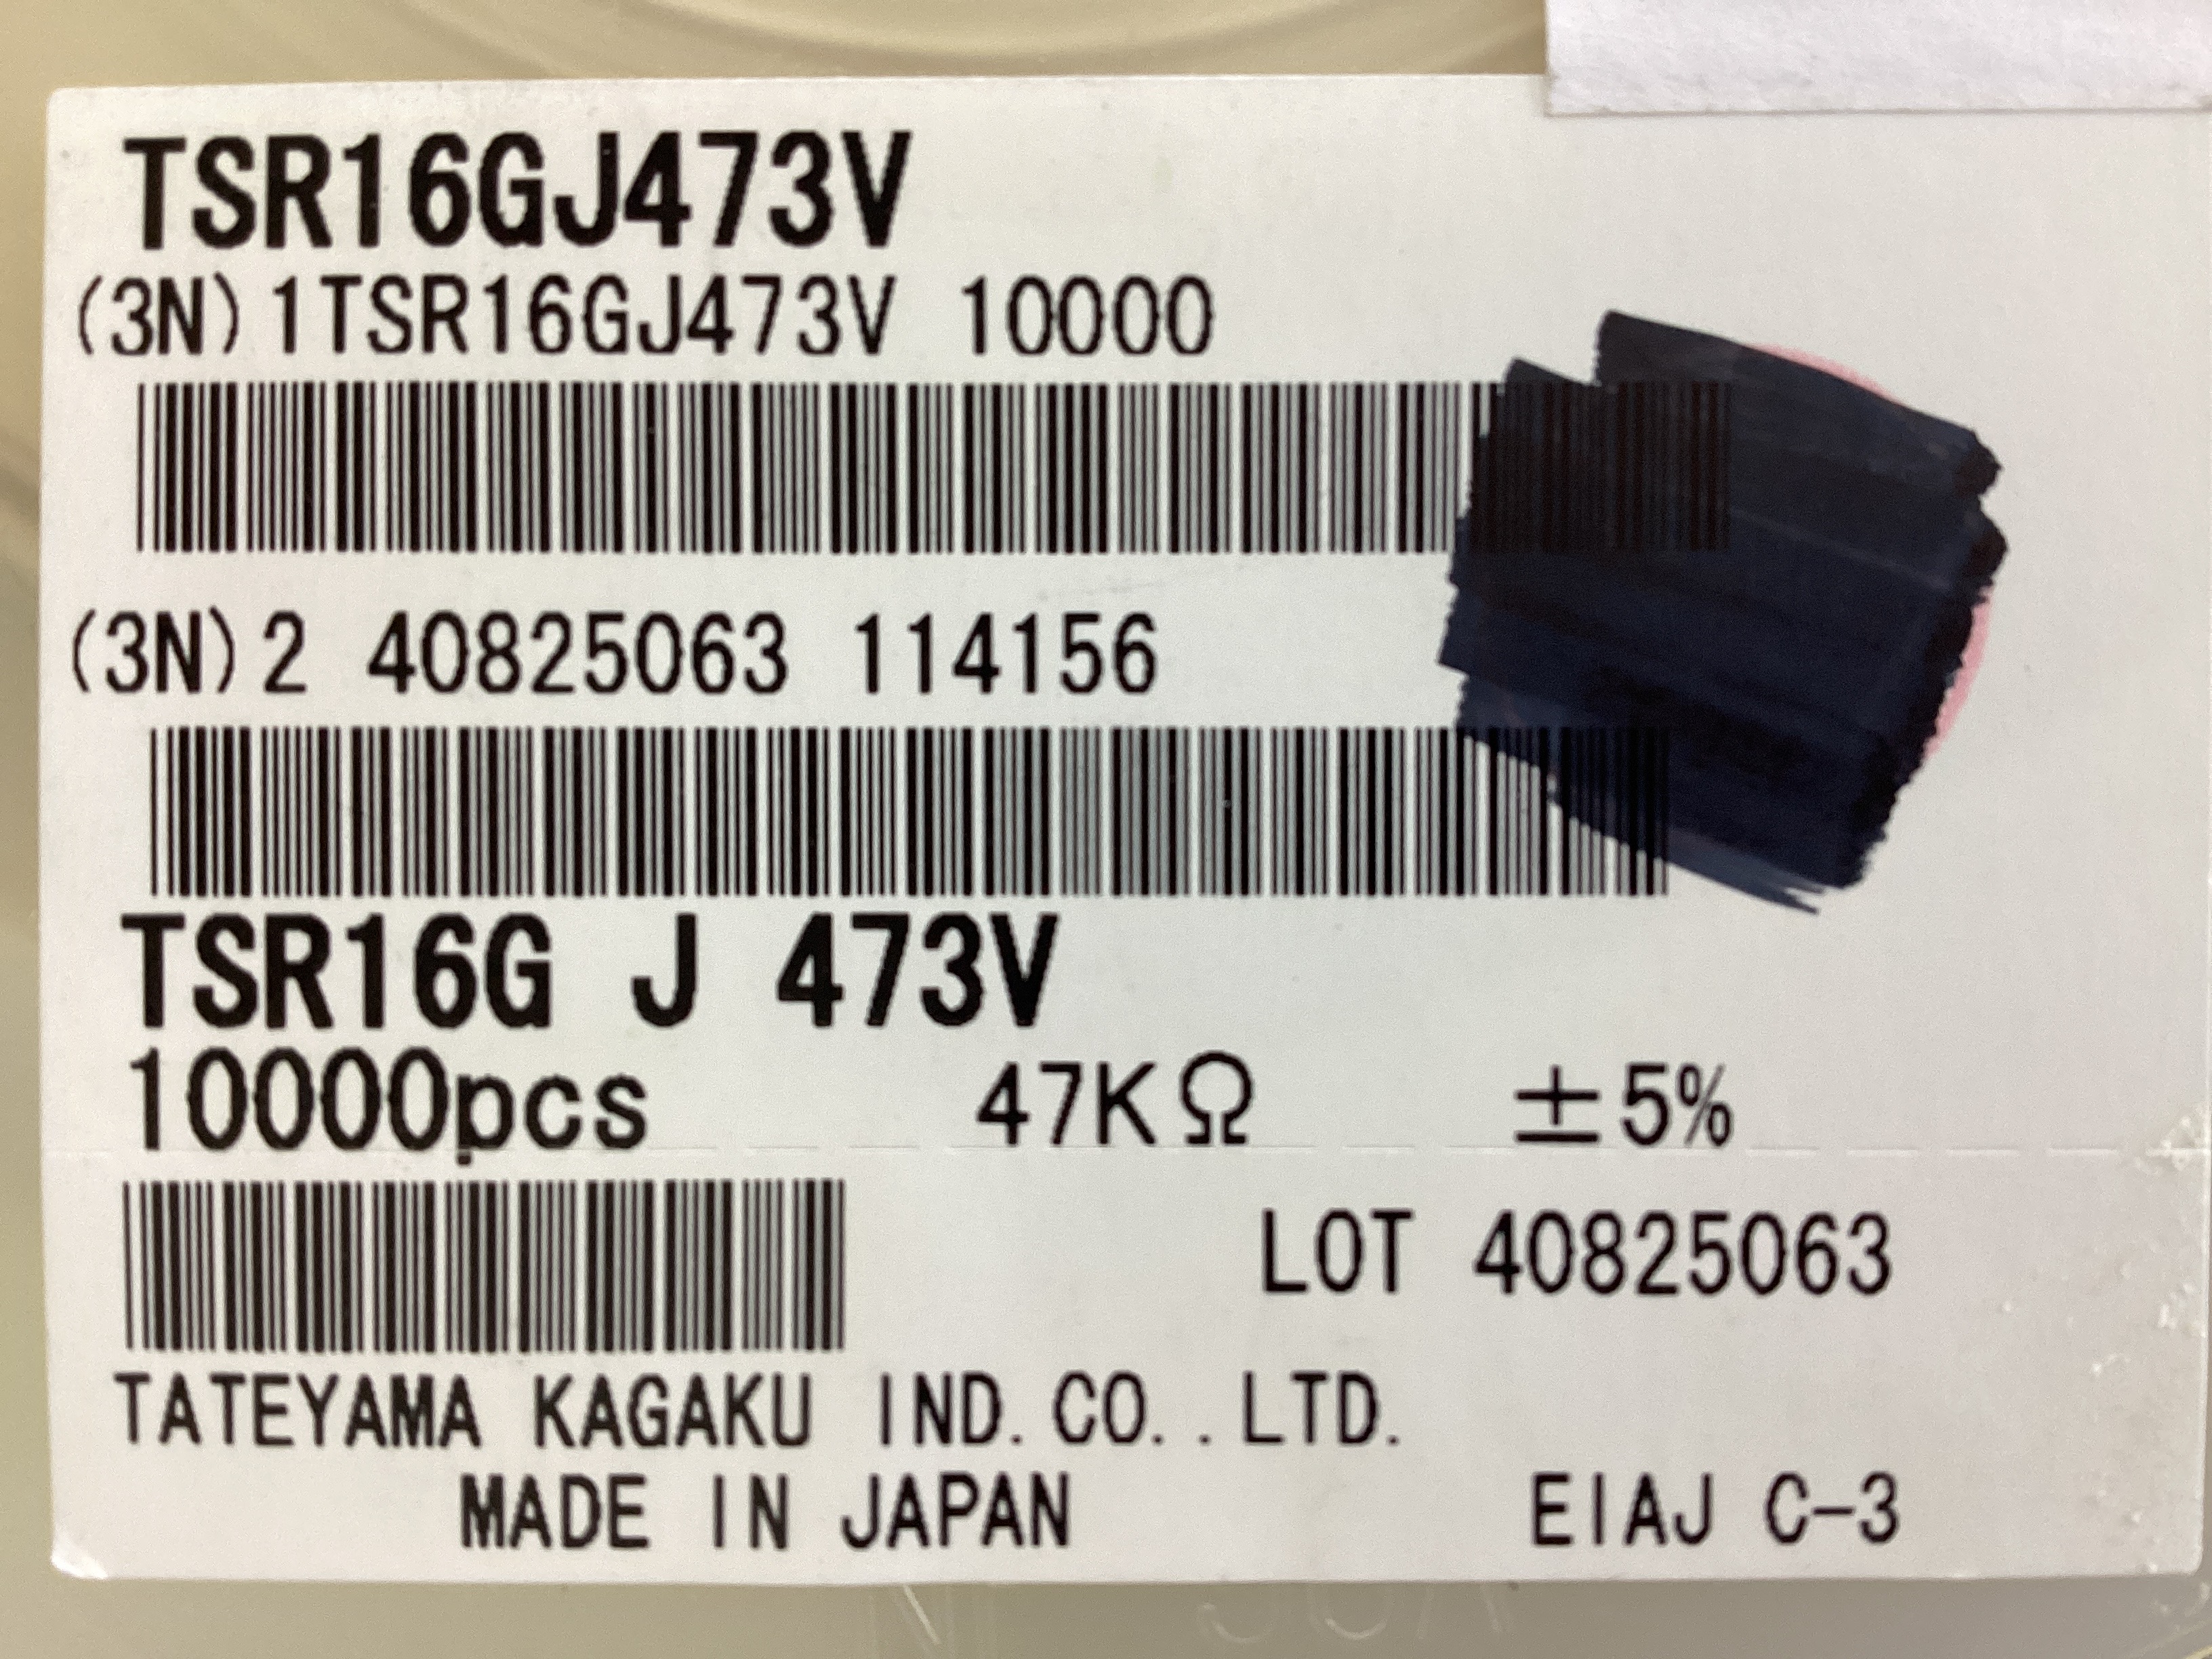 TSR16GJ473V
(3N)1TSR16GJ473V 10000
(3N)2 40825063 114156
TSR16G J 473V
10000pcs 47KΩ ±5%
LOT 40825063
TATEYAMA KAGAKU IND.CO..LTD.
MADE IN JAPAN EIAJ C-3